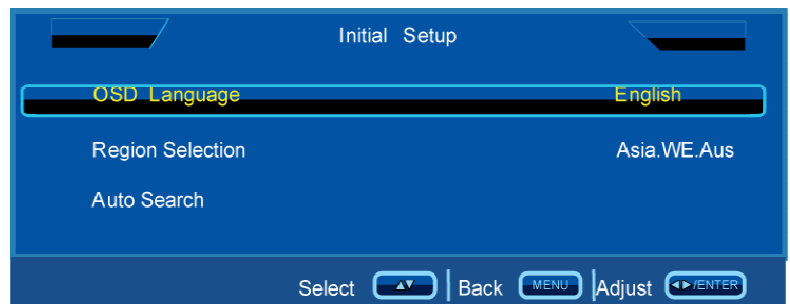 Initial Setup
OSD Language English
Region Selection Asia.WE.Aus
Auto Search
Select ▲▼ Back MENU Adjust ◄►/ENTER